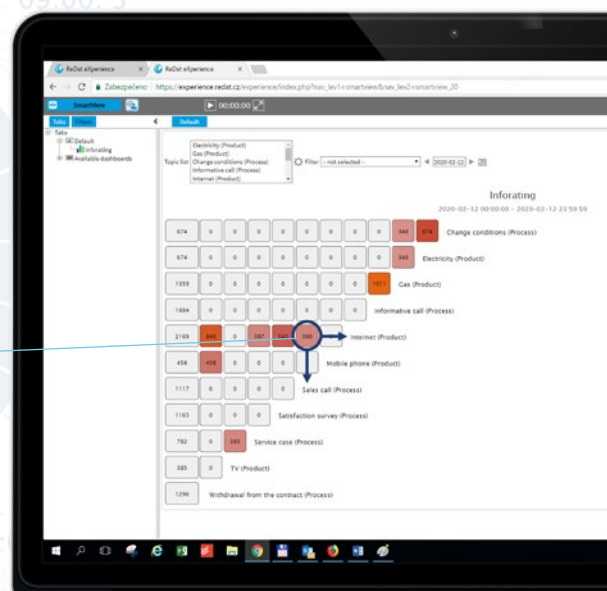 09:00: 5
ReDat eXperience
ReDat eXperience
Zabezpečeno
https://experience.redat.cz/experience/index.php?nav_lev1=smartview&nav_lev2=smartview_20
SmartView
00:00:00
Tabs Filters
Default
Tabs
Default
Inforating
Available dashboards
Topic list
Electricity (Product)
Gas (Product)
Change conditions (Process)
Informative call (Process)
Internet (Product)
Filter -- not selected --
2020-02-12
Inforating
2020-02-12 00:00:00 - 2020-02-12 23:59:59
674 0 0 0 0 0 0 0 340 674 Change conditions (Process)
674 0 0 0 0 0 0 0 340 Electricity (Product)
1359 0 0 0 0 0 0 1011 Gas (Product)
1684 0 0 0 0 0 0 Informative call (Process)
2169 0 Internet (Product)
456 456 0 0 0 Mobile phone (Product)
1117 0 0 0 0 Sales call (Process)
1163 0 0 0 Satisfaction survey (Process)
782 0 Service case (Process)
385 0 TV (Product)
1296 Withdrawal from the contract (Process)